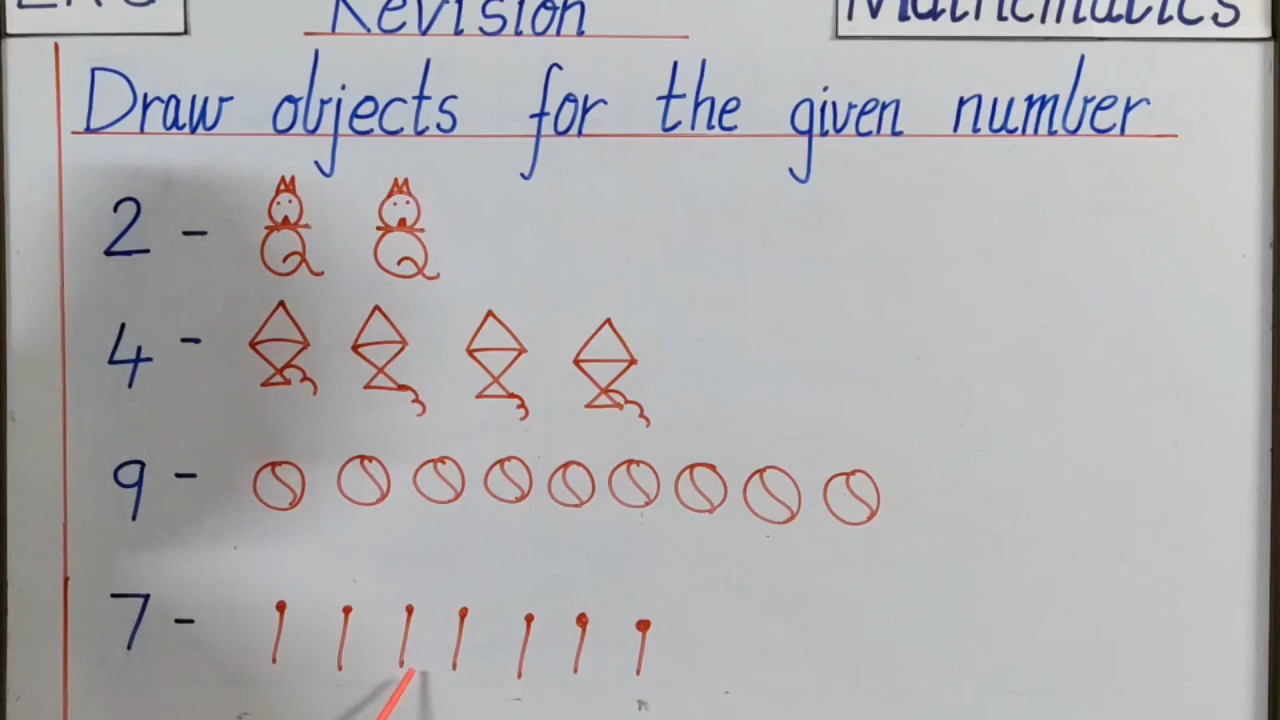 Revision
Mathematics
Draw objects for the given number
2 -
4 -
9 -
7 -